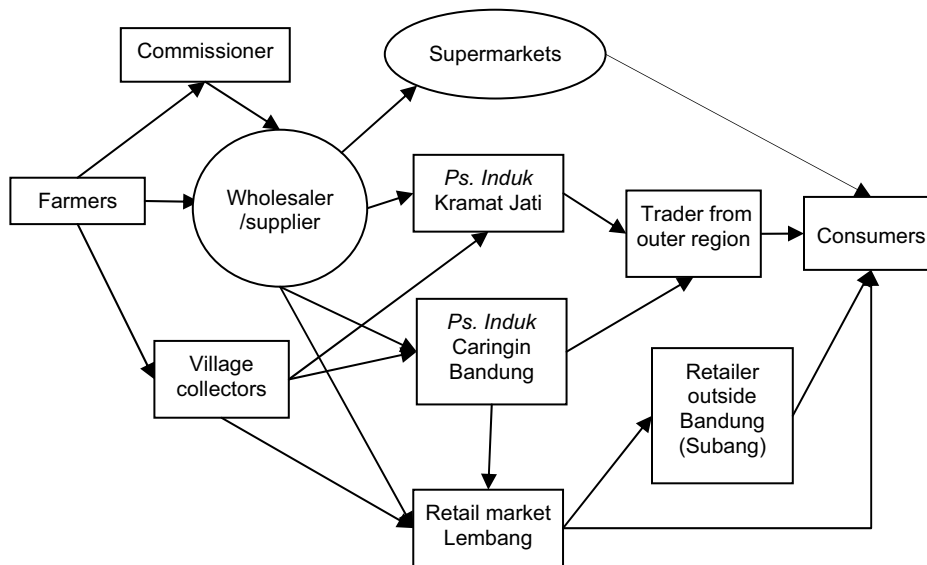 Commissioner
Supermarkets
Farmers
Wholesaler
/supplier
Ps. Induk
Kramat Jati
Trader from
outer region
Consumers
Village
collectors
Ps. Induk
Caringin
Bandung
Retailer
outside
Bandung
(Subang)
Retail market
Lembang